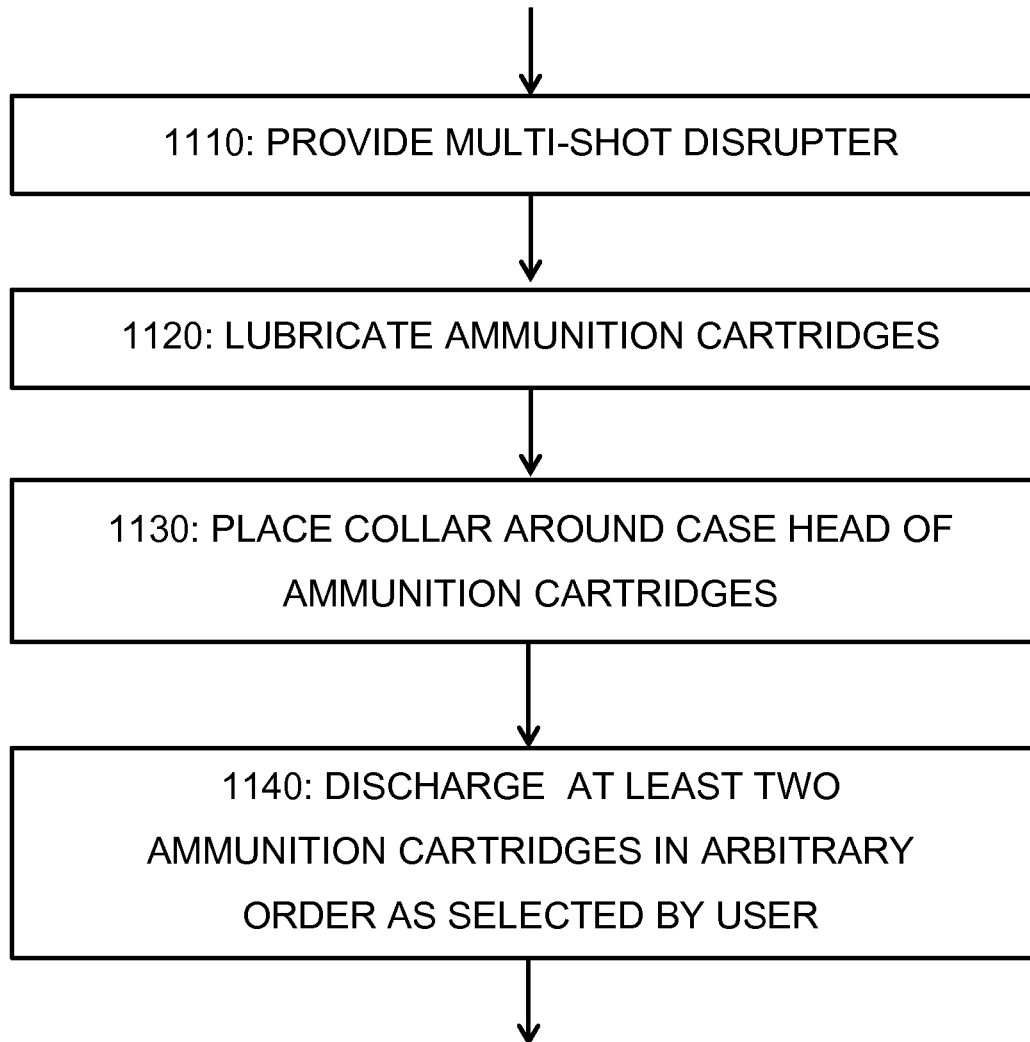 1110: PROVIDE MULTI-SHOT DISRUPTER
1120: LUBRICATE AMMUNITION CARTRIDGES
1130: PLACE COLLAR AROUND CASE HEAD OF
AMMUNITION CARTRIDGES
1140: DISCHARGE AT LEAST TWO
AMMUNITION CARTRIDGES IN ARBITRARY
ORDER AS SELECTED BY USER